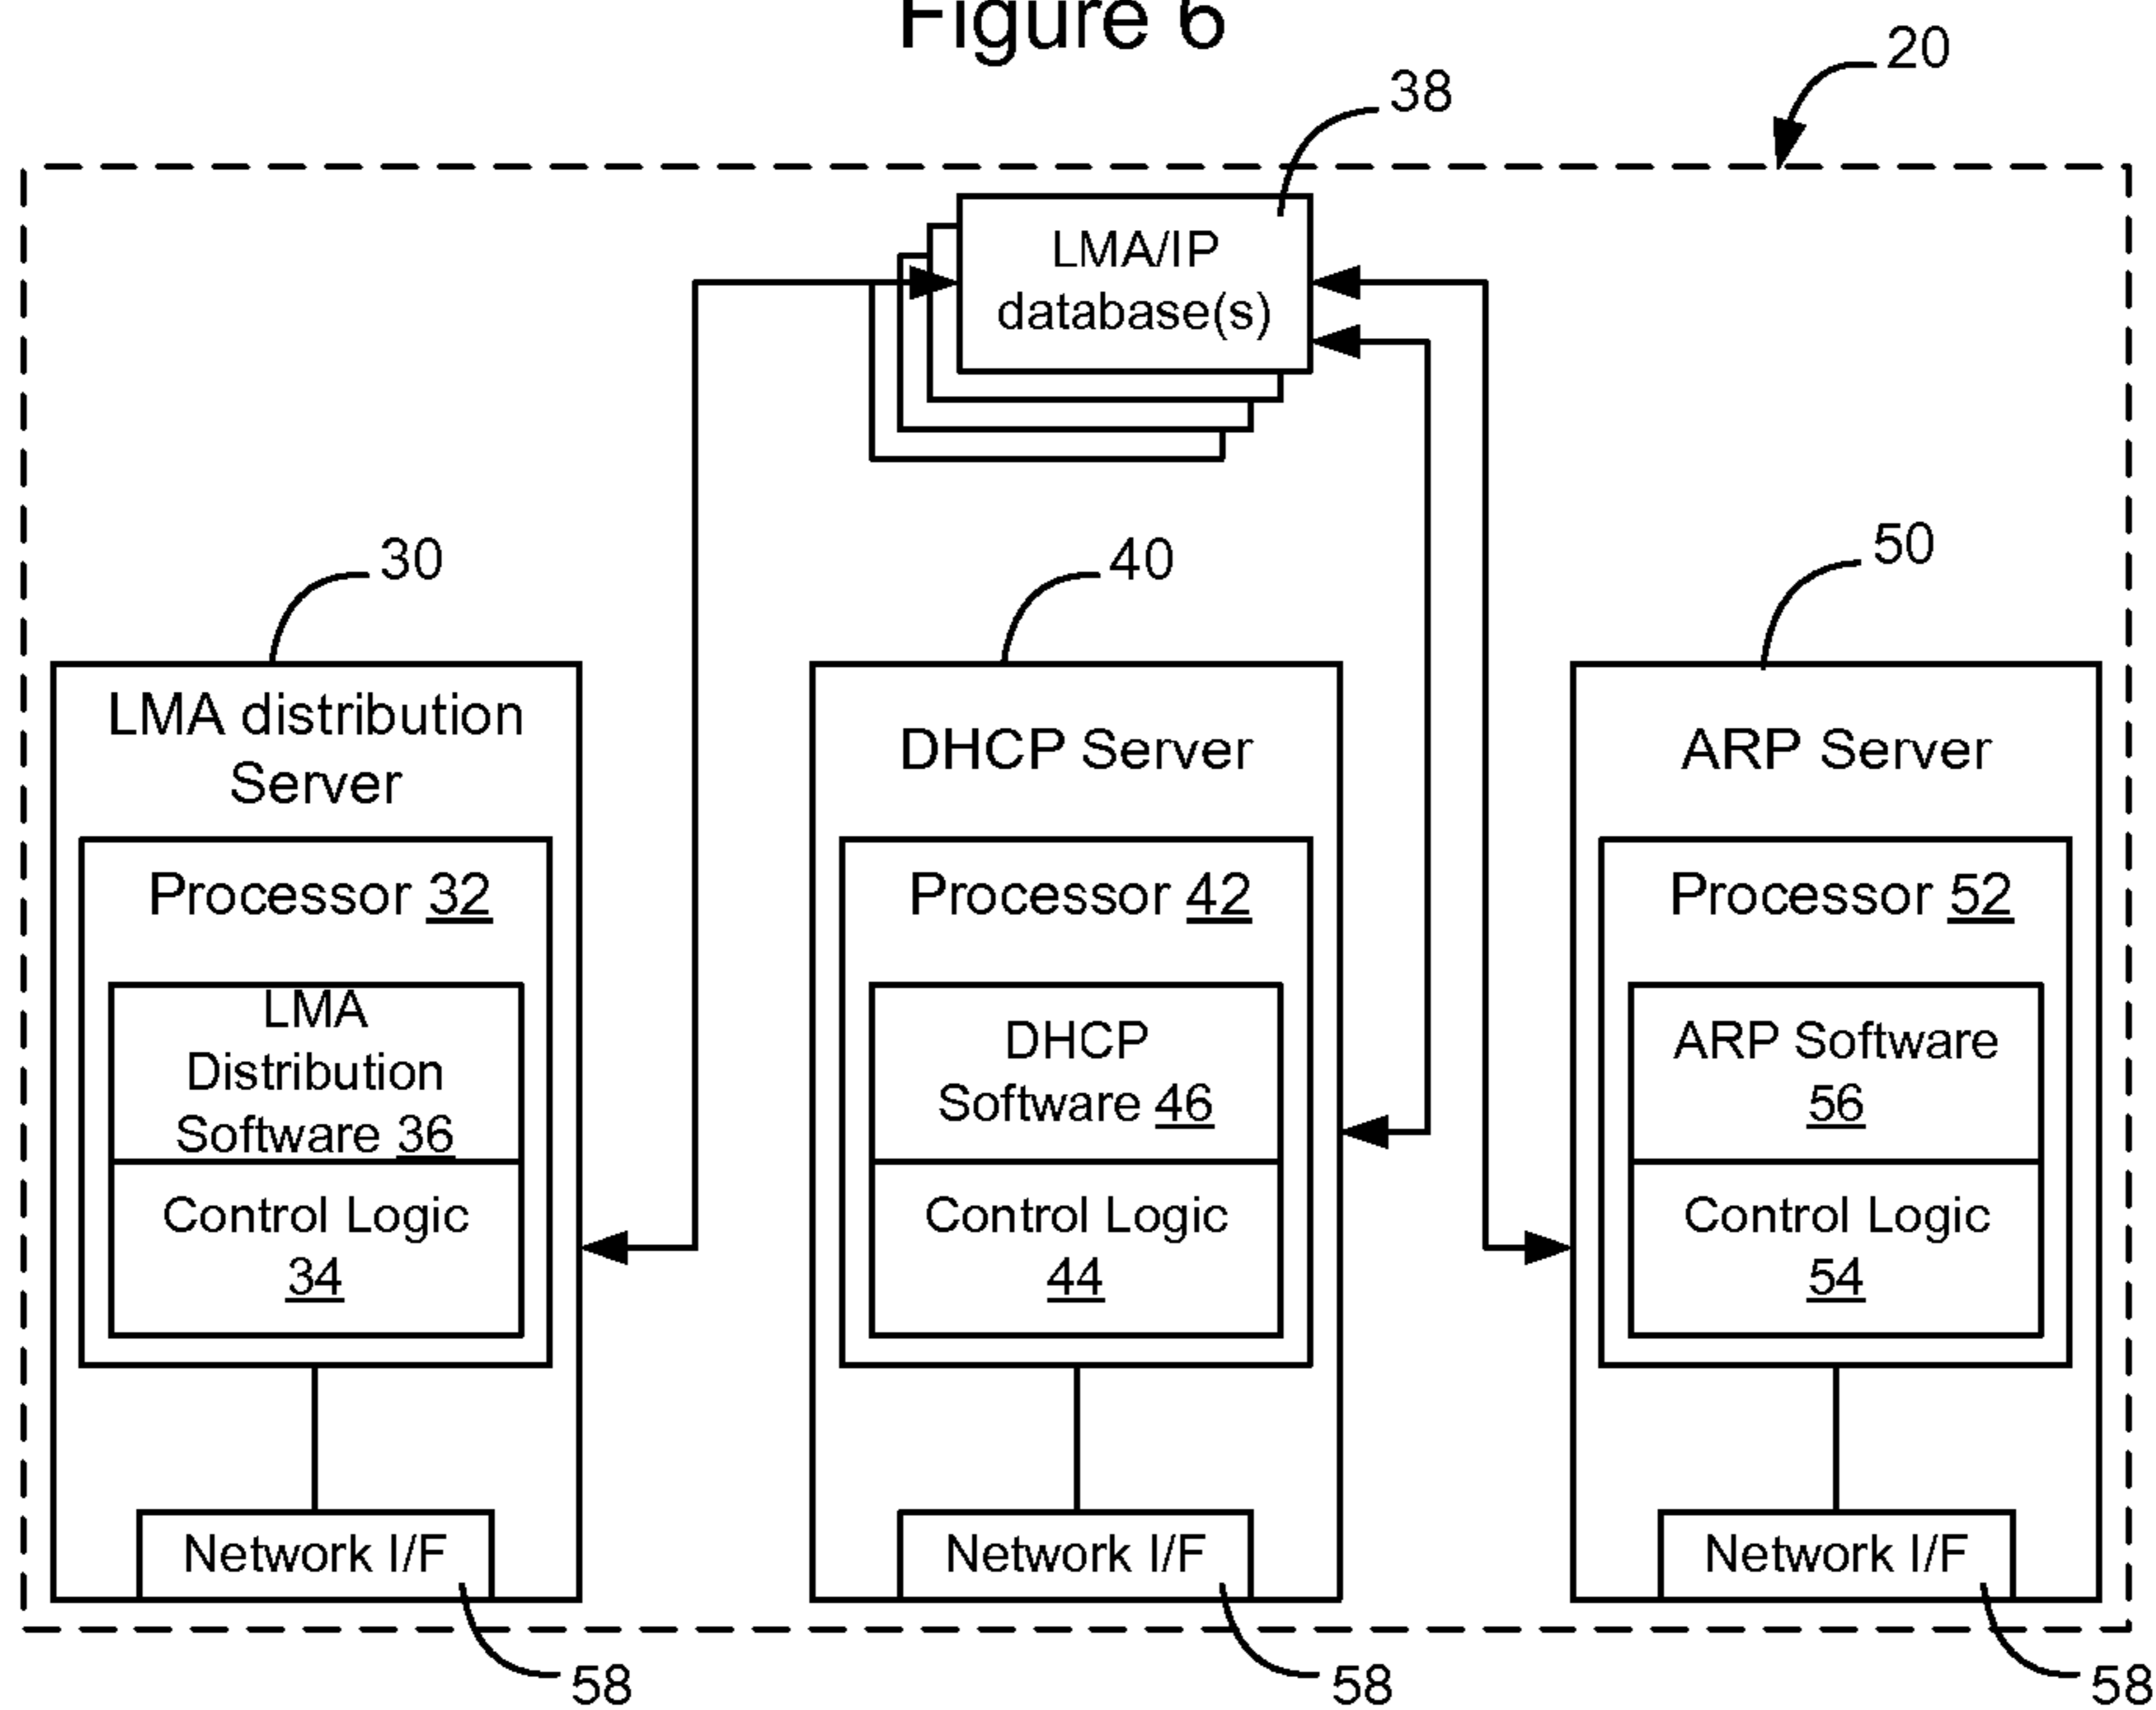 Figure 6
20
38
LMA/IP
database(s)
30
40
50
LMA distribution
Server
Processor 32
LMA
Distribution
Software 36
Control Logic
34
Network I/F
58
DHCP Server
Processor 42
DHCP
Software 46
Control Logic
44
Network I/F
58
ARP Server
Processor 52
ARP Software
56
Control Logic
54
Network I/F
58